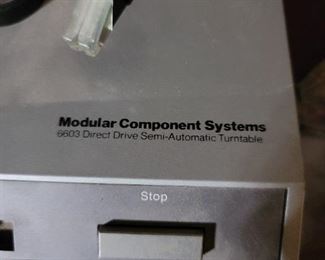 Modular Component Systems
6603 Direct Drive Semi-Automatic Turntable
Stop